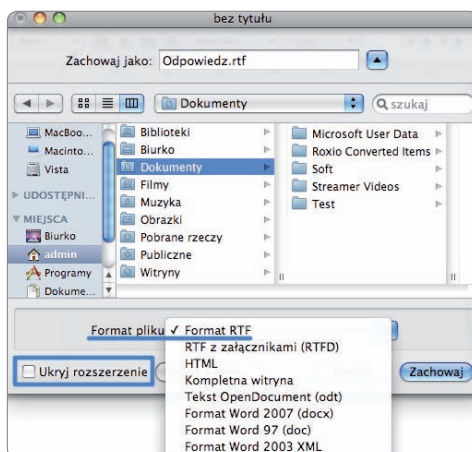 bez tytułu
Zachowaj jako: Odpowiedz.rtf
Dokumenty
szukaj
MacBoo...
Macinto...
Vista
UDOSTĘPNI...
MIEJSCA
Biurko
admin
Programy
Dokume...
Biblioteki
Biurko
Dokumenty
Filmy
Muzyka
Obrazki
Pobrane rzeczy
Publiczne
Witryny
Microsoft User Data
Roxio Converted Items
Soft
Streamer Videos
Test
Format pliku ✓ Format RTF
RTF z załącznikami (RTFD)
HTML
Kompletna witryna
Tekst OpenDocument (odt)
Format Word 2007 (docx)
Format Word 97 (doc)
Format Word 2003 XML
Ukryj rozszerzenie
Zachowaj